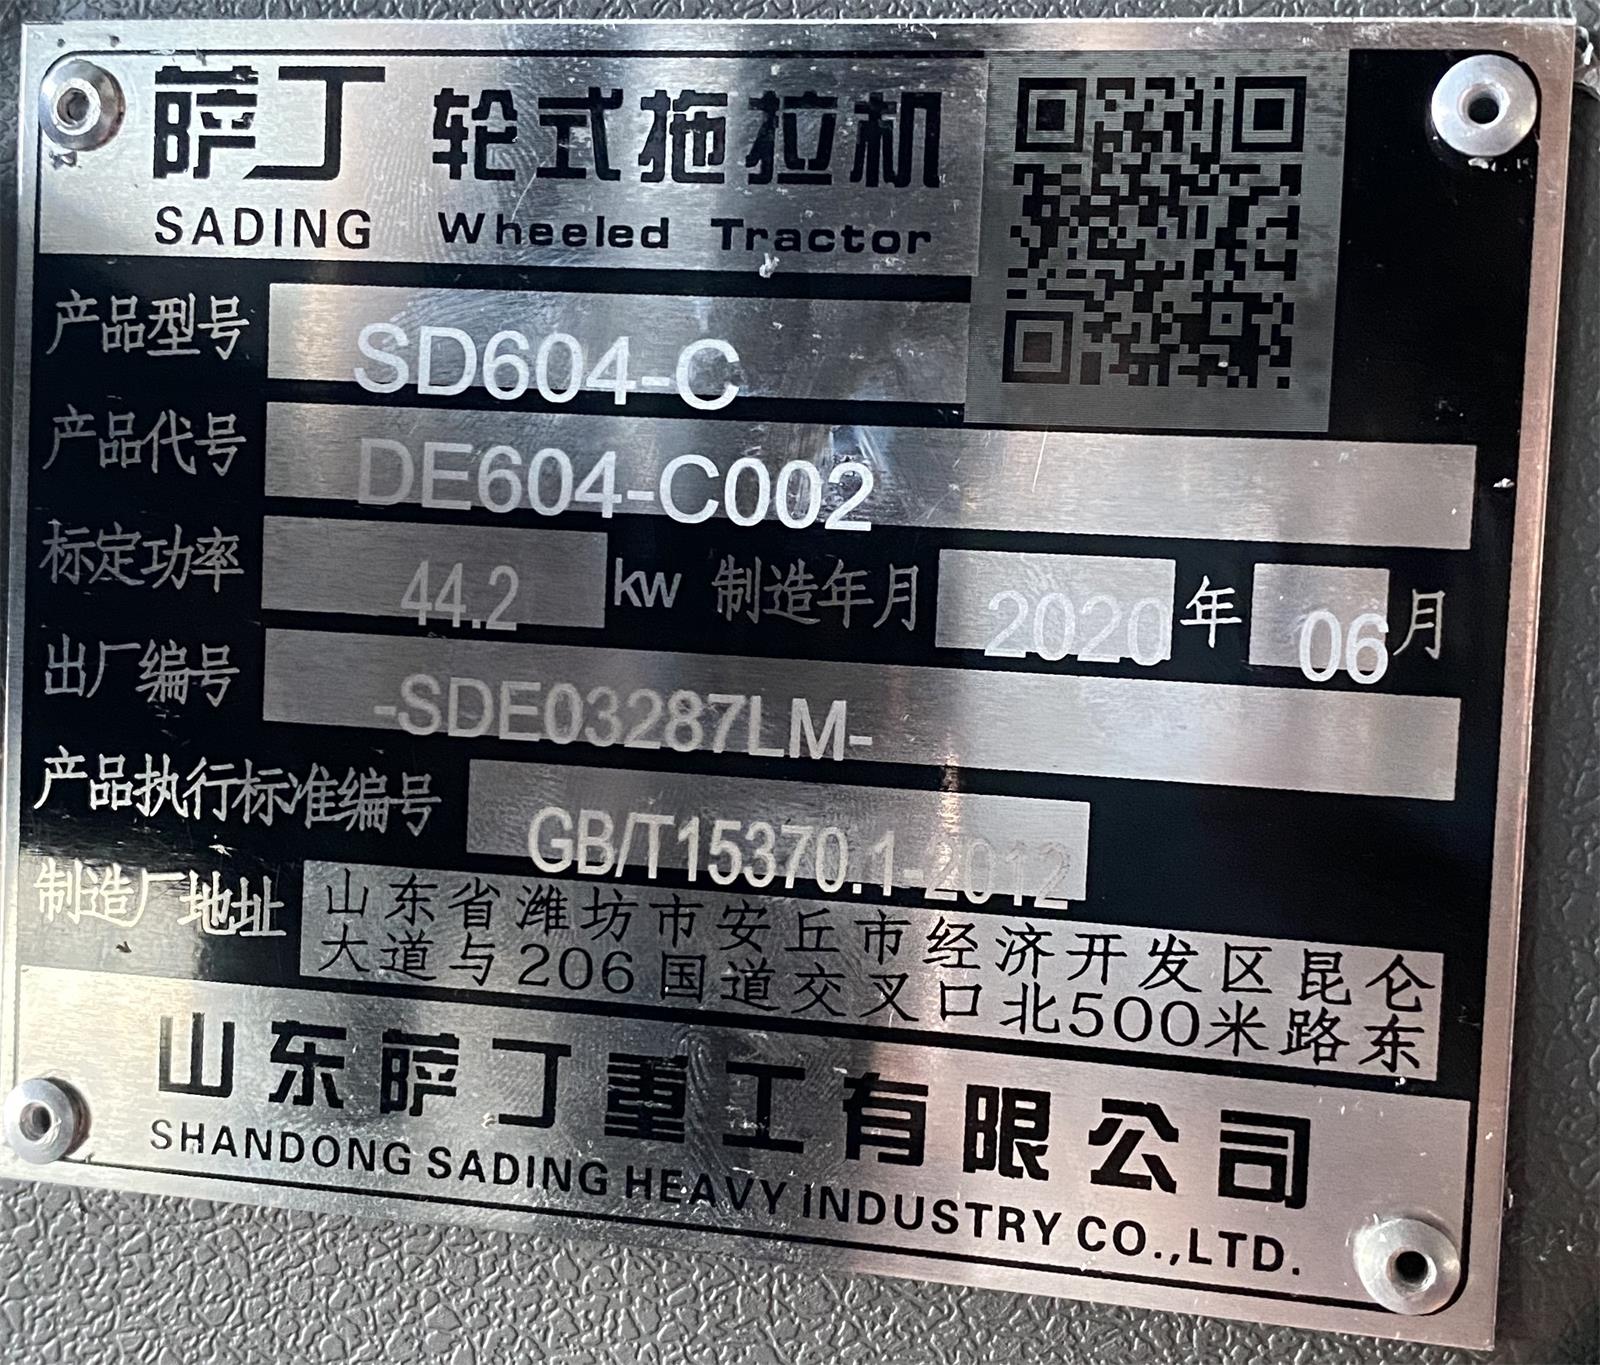 萨丁 轮式拖拉机
SADING Wheeled Tractor
产品型号 SD604-C
产品代号 DE604-C002
标定功率 44.2 kw 制造年月 2020 年 06 月
出厂编号 -SDE03287LM-
产品执行标准编号 GB/T15370.1-2012
制造厂地址 山东省潍坊市安丘市经济开发区昆仑
大道与206国道交叉口北500米路东
山东萨丁重工有限公司
SHANDONG SADING HEAVY INDUSTRY CO.,LTD.